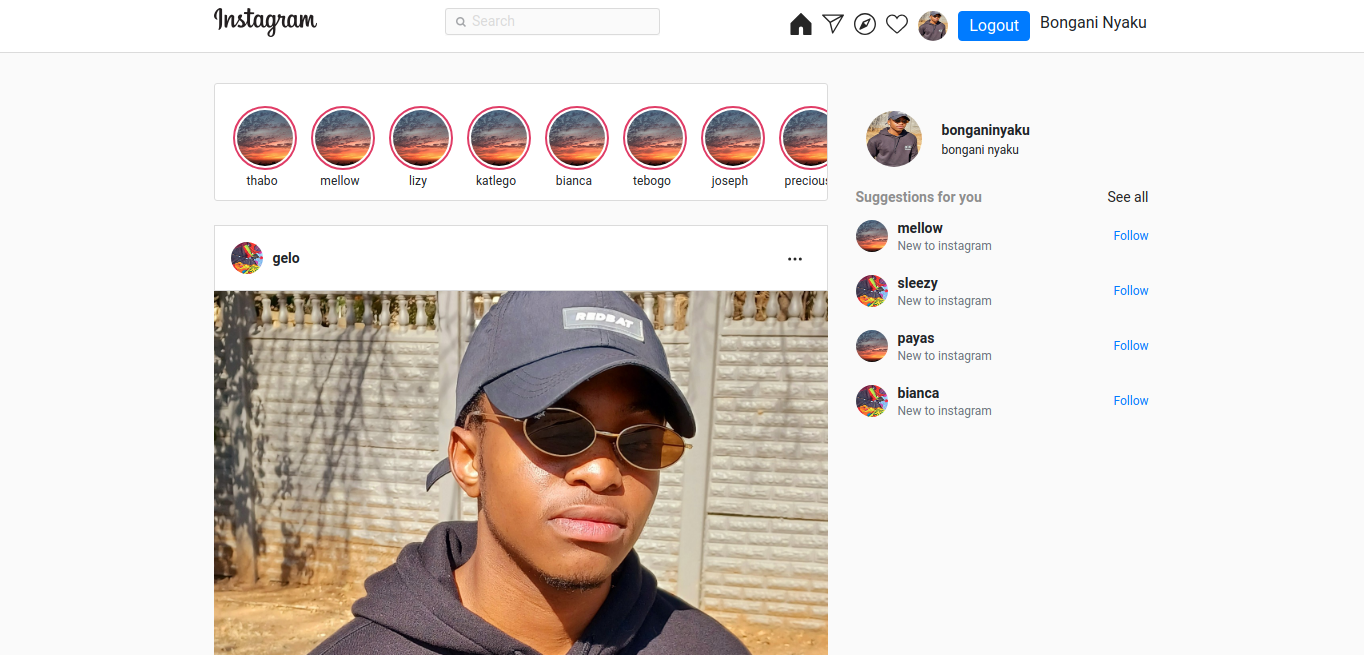 Instagram
Search
Logout
Bongani Nyaku
thabo
mellow
lizy
katlego
bianca
tebogo
joseph
precious
bonganinyaku
bongani nyaku
Suggestions for you
See all
mellow
New to instagram
Follow
sleezy
New to instagram
Follow
payas
New to instagram
Follow
bianca
New to instagram
Follow
gelo
REDBAT